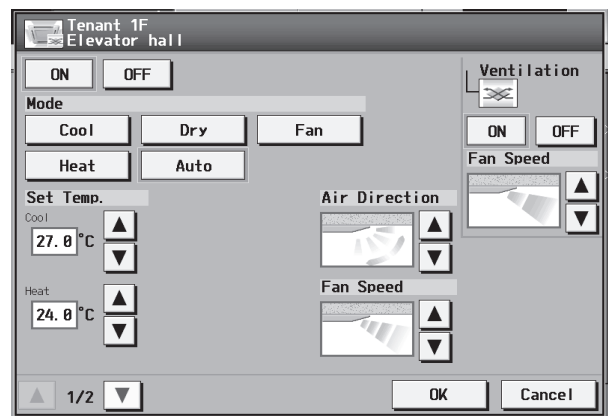 Tenant 1F
Elevator hall
ON OFF
Mode
Cool Dry Fan
Heat Auto
Set Temp.
Cool
27.0 °C
Heat
24.0 °C
Air Direction
Fan Speed
Ventilation
ON OFF
Fan Speed
1/2
OK Cancel